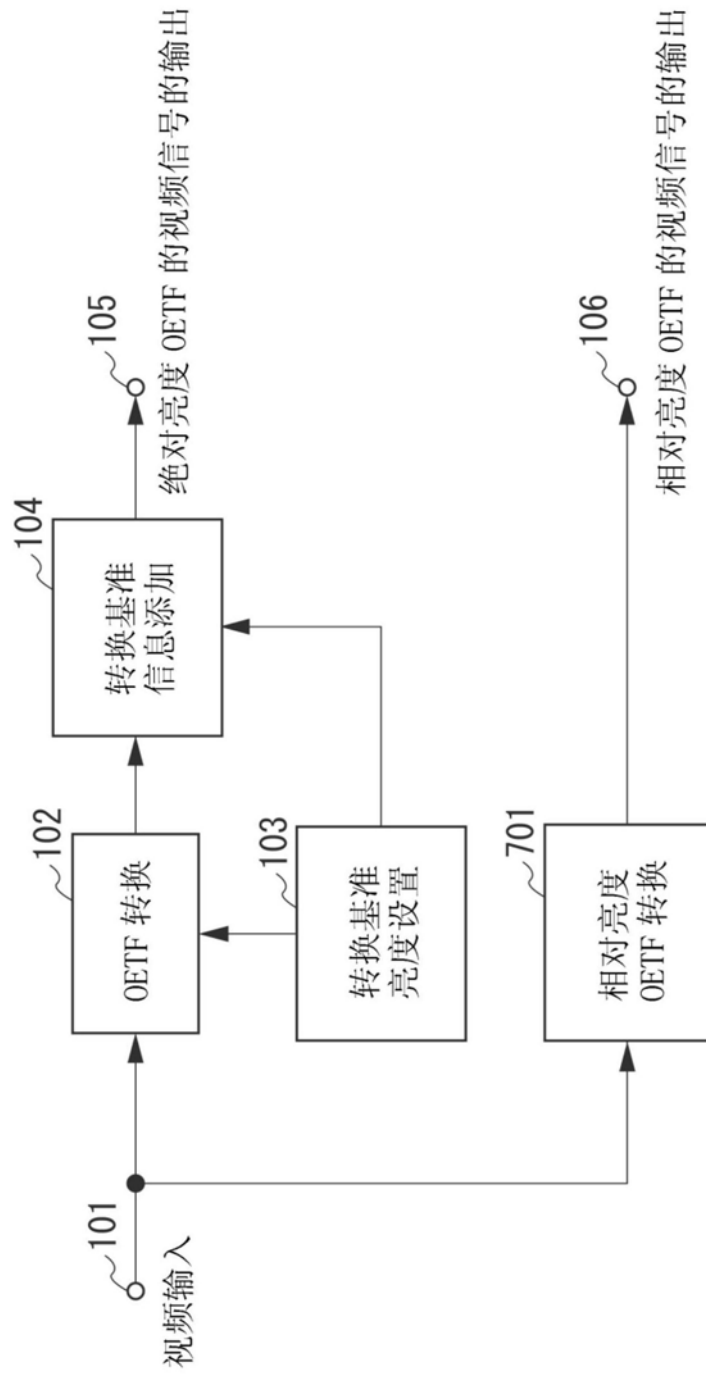 101
视频输入
102
OETF 转换
103
转换基准
亮度设置
104
转换基准
信息添加
105
绝对亮度 OETF 的视频信号的输出
701
相对亮度
OETF 转换
106
相对亮度 OETF 的视频信号的输出